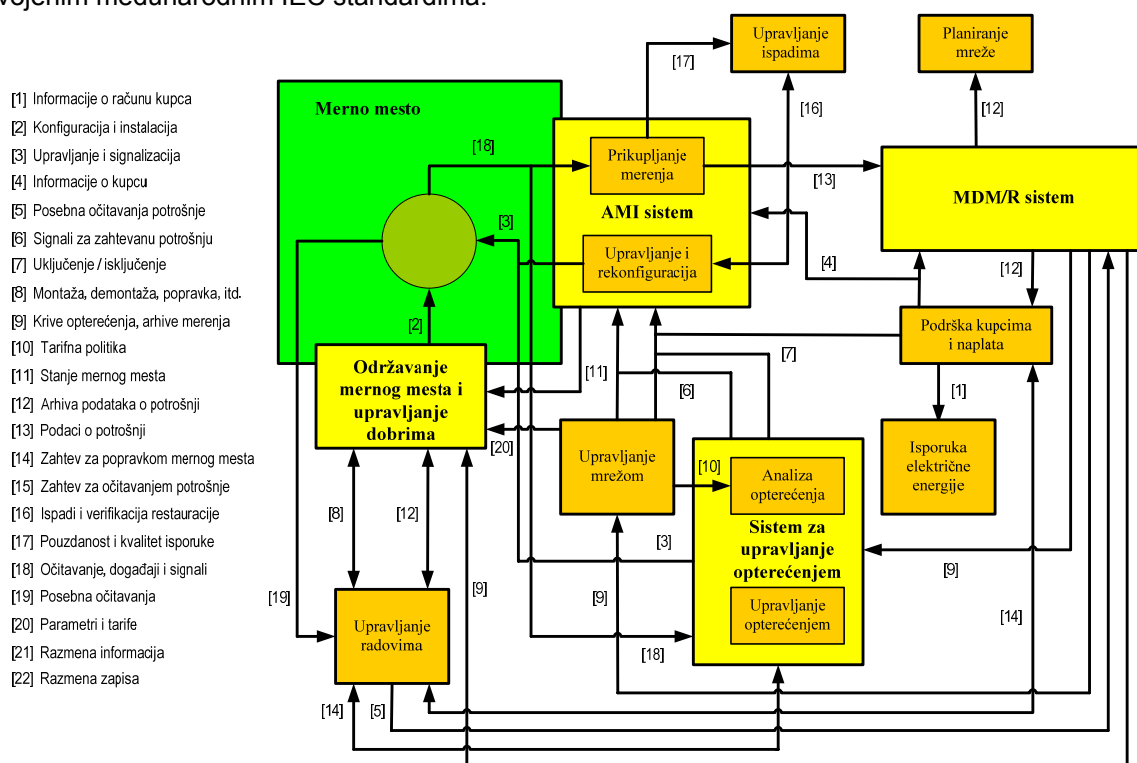 vojenim međunarodnim IEC standardima.
[1] Informacije o računu kupca
[2] Konfiguracija i instalacija
[3] Upravljanje i signalizacija
[4] Informacije o kupcu
[5] Posebna očitavanja potrošnje
[6] Signali za zahtevanu potrošnju
[7] Uključenje / isključenje
[8] Montaža, demontaža, popravka, itd.
[9] Krive opterećenja, arhive merenja
[10] Tarifna politika
[11] Stanje mernog mesta
[12] Arhiva podataka o potrošnji
[13] Podaci o potrošnji
[14] Zahtev za popravkom mernog mesta
[15] Zahtev za očitavanjem potrošnje
[16] Ispadi i verifikacija restauracije
[17] Pouzdanost i kvalitet isporuke
[18] Očitavanje, događaji i signali
[19] Posebna očitavanja
[20] Parametri i tarife
[21] Razmena informacija
[22] Razmena zapisa
Merno mesto
[18]
[3]
[2]
Upravljanje
ispadima
[17]
[16]
Planiranje
mreže
[12]
Prikupljanje
merenja
AMI sistem
Upravljanje i
rekonfiguracija
[13]
MDM/R sistem
[4]
[12]
Podrška kupcima
i naplata
[1]
Isporuka
električne
energije
Održavanje
mernog mesta i
upravljanje
dobrima
[11]
[6]
[7]
[20]
Upravljanje
mrežom
[10]
Analiza
opterećenja
Sistem za
upravljanje
opterećenjem
Upravljanje
opterećenjem
[8]
[12]
[3]
[9]
[19]
[9]
[9]
[14]
Upravljanje
radovima
[18]
[14]
[5]